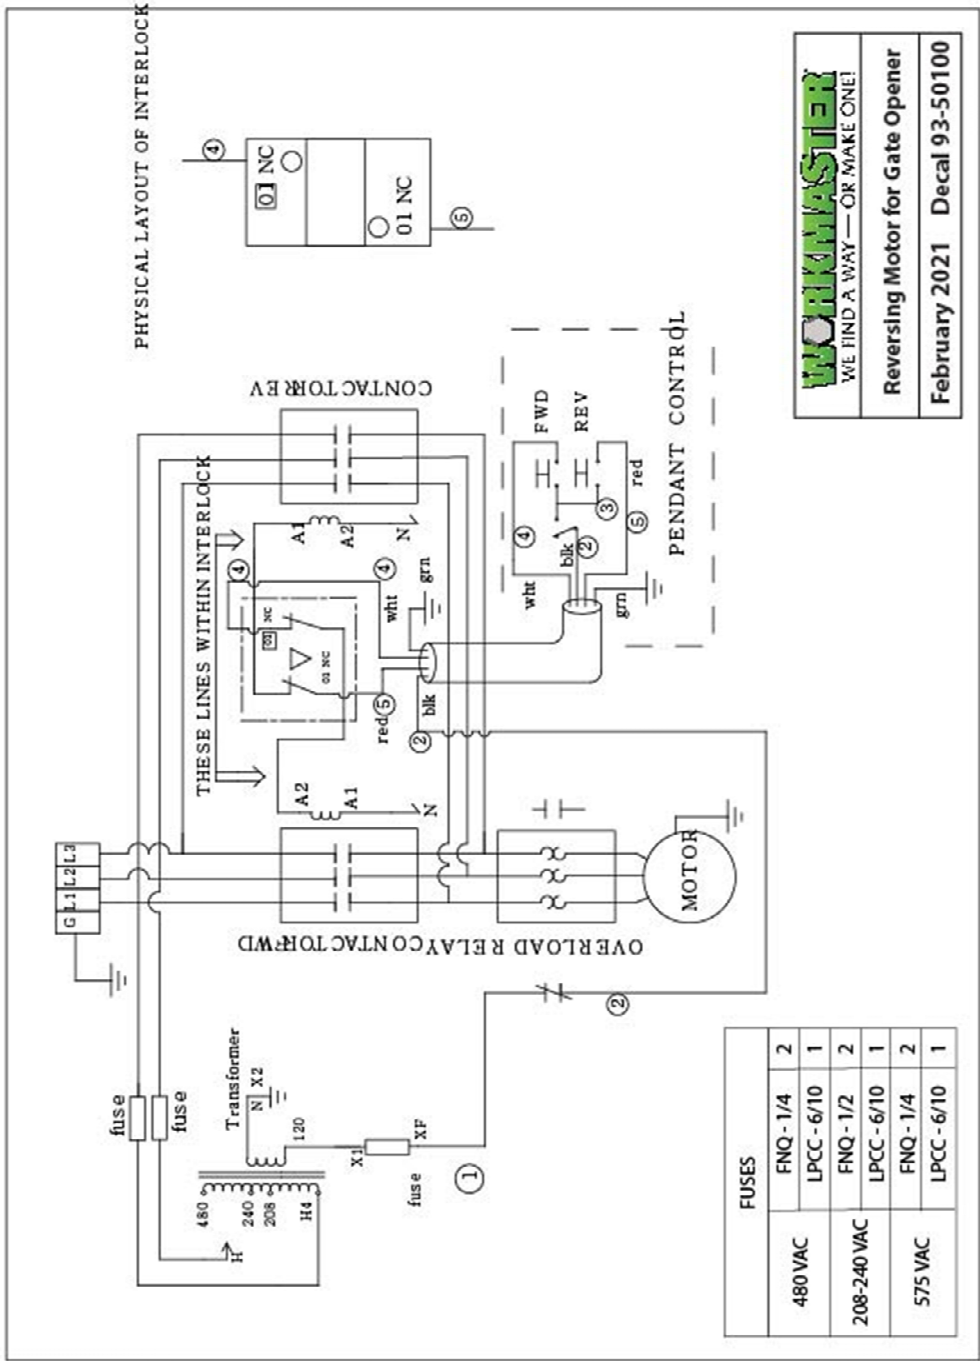 PHYSICAL LAYOUT OF INTERLOCK
4
01 NC
01 NC
5
WORKMASTER
WE FIND A WAY — OR MAKE ONE!
Reversing Motor for Gate Opener
February 2021 Decal 93-50100
CONTACTOR REV
THESE LINES WITHIN INTERLOCK
A1
A2
N
4
01 NC
01 NC
4
wht
grn
5
red
blk
2
A2
A1
N
PENDANT CONTROL
FWD
REV
4
3
2
5
wht
blk
red
grn
G L1 L2 L3
CONTACTOR FWD
OVERLOAD RELAY
MOTOR
2
fuse
fuse
Transformer
N X2
120
480
240
208
H4
H
X1
XF
fuse
1
FUSES
480 VAC
FNQ - 1/4 2
LPCC - 6/10 1
208-240 VAC
FNQ - 1/2 2
LPCC - 6/10 1
575 VAC
FNQ - 1/4 2
LPCC - 6/10 1